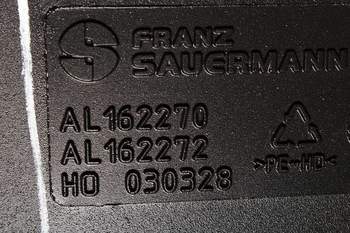 FRANZ
SAUERMANN
AL162270
AL162272
HO 030328
>PE-HD<